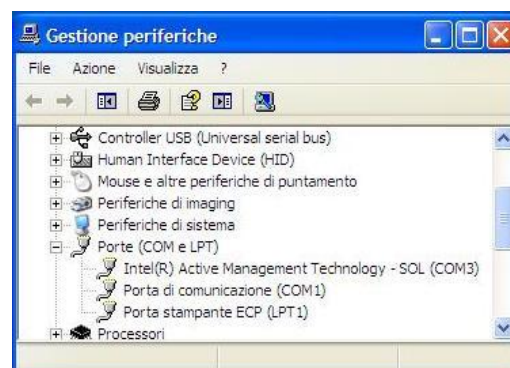 Gestione periferiche
File Azione Visualizza ?
Controller USB (Universal serial bus)
Human Interface Device (HID)
Mouse e altre periferiche di puntamento
Periferiche di imaging
Periferiche di sistema
Porte (COM e LPT)
Intel(R) Active Management Technology - SOL (COM3)
Porta di comunicazione (COM1)
Porta stampante ECP (LPT1)
Processori